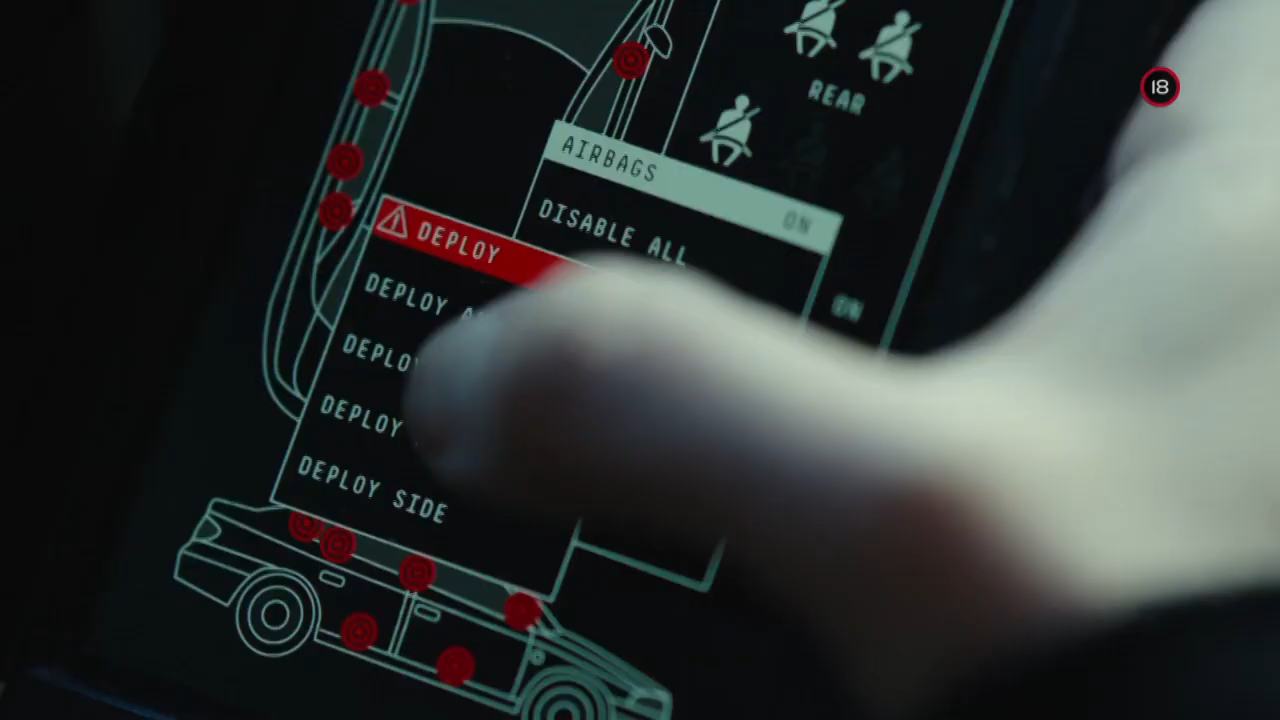 REAR
18
AIRBAGS ON
DISABLE ALL
DEPLOY
ON
DEPLOY
DEPLOY
DEPLOY
DEPLOY SIDE